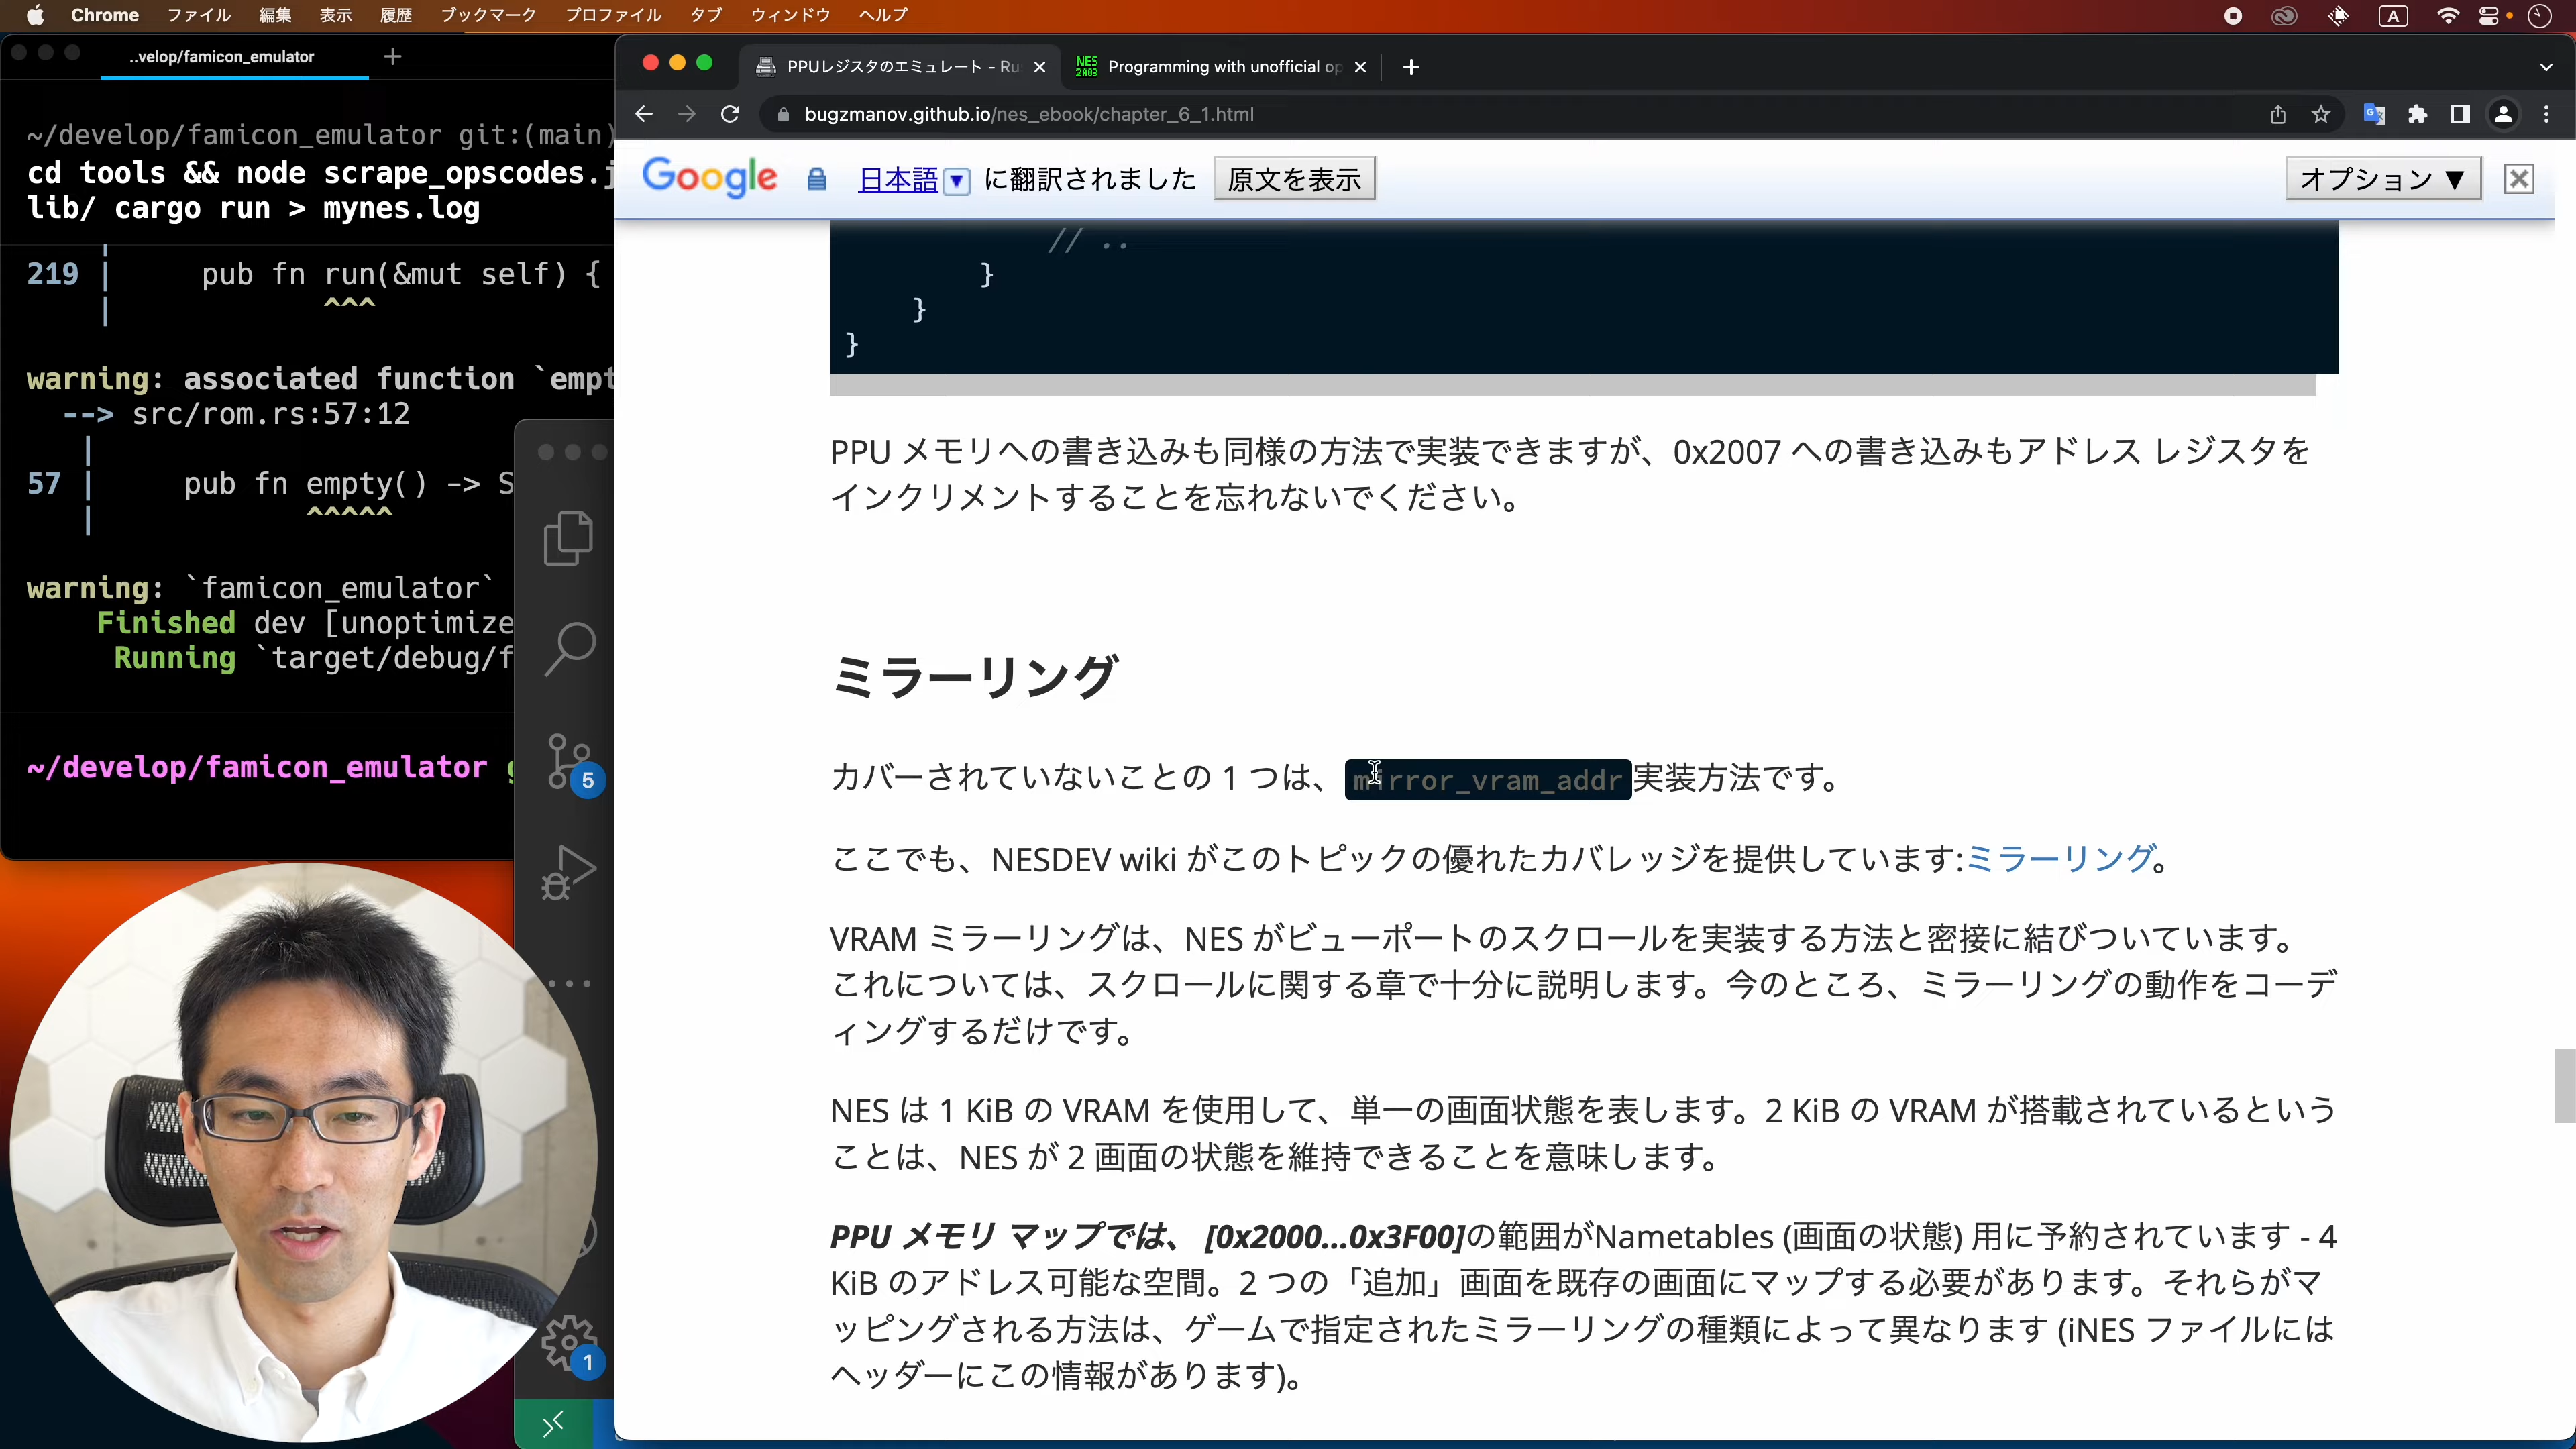 Chrome ファイル 編集 表示 履歴 ブックマーク プロファイル タブ ウィンドウ ヘルプ A
..velop/famicon_emulator +
PPUレジスタのエミュレート - Ru × NES 2A03 Programming with unofficial op × +
bugzmanov.github.io/nes_ebook/chapter_6_1.html
~/develop/famicon_emulator git:(main)
cd tools && node scrape_opscodes.j
lib/ cargo run > mynes.log
219 | pub fn run(&mut self) {
| ^^^
warning: associated function `empt
--> src/rom.rs:57:12
|
57 | pub fn empty() -> S
| ^^^^^
warning: `famicon_emulator`
Finished dev [unoptimize
Running `target/debug/f
~/develop/famicon_emulator g
5
1
Google 日本語 ▼ に翻訳されました 原文を表示 オプション ▼
// ..
}
}
}
PPU メモリへの書き込みも同様の方法で実装できますが、0x2007 への書き込みもアドレス レジスタを
インクリメントすることを忘れないでください。
ミラーリング
カバーされていないことの 1 つは、 mirror_vram_addr 実装方法です。
ここでも、NESDEV wiki がこのトピックの優れたカバレッジを提供しています:ミラーリング。
VRAM ミラーリングは、NES がビューポートのスクロールを実装する方法と密接に結びついています。
これについては、スクロールに関する章で十分に説明します。今のところ、ミラーリングの動作をコーデ
ィングするだけです。
NES は 1 KiB の VRAM を使用して、単一の画面状態を表します。2 KiB の VRAM が搭載されているという
ことは、NES が 2 画面の状態を維持できることを意味します。
PPU メモリ マップでは、 [0x2000...0x3F00]の範囲がNametables (画面の状態) 用に予約されています - 4
KiB のアドレス可能な空間。2 つの「追加」画面を既存の画面にマップする必要があります。それらがマ
ッピングされる方法は、ゲームで指定されたミラーリングの種類によって異なります (iNES ファイルには
ヘッダーにこの情報があります)。